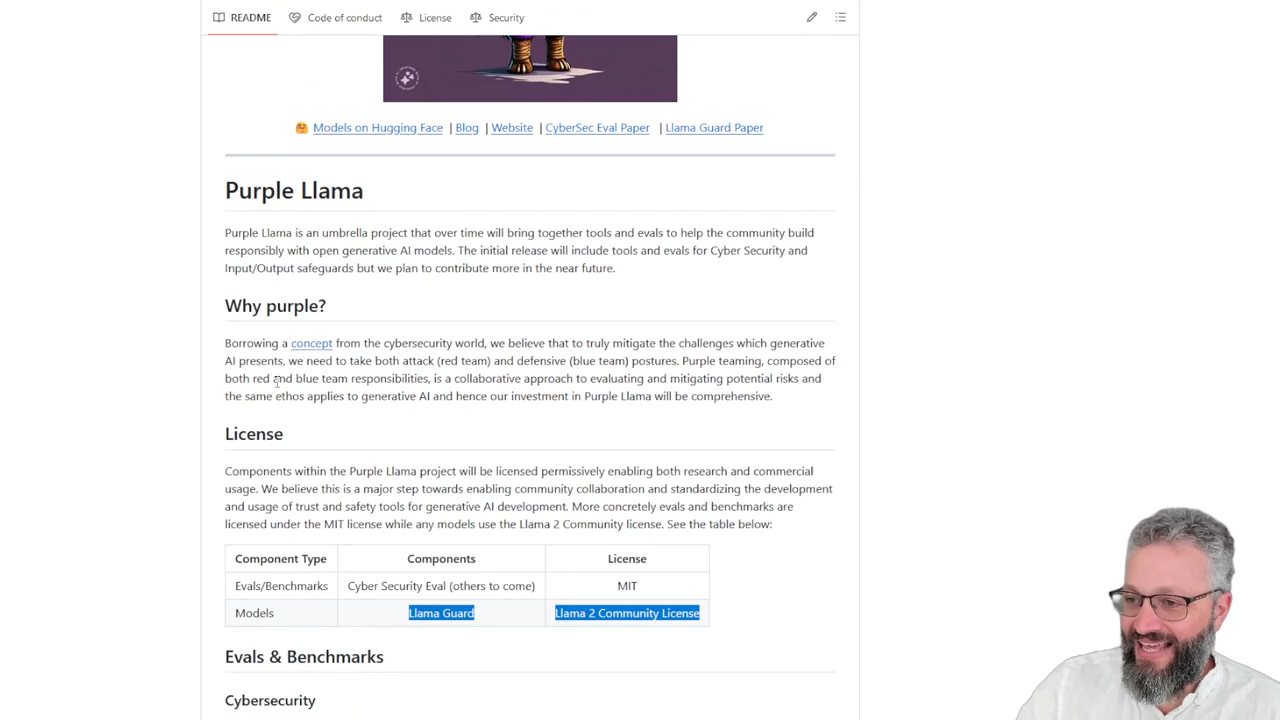 README Code of conduct License Security
Models on Hugging Face | Blog | Website | CyberSec Eval Paper | Llama Guard Paper
Purple Llama
Purple Llama is an umbrella project that over time will bring together tools and evals to help the community build
responsibly with open generative AI models. The initial release will include tools and evals for Cyber Security and
Input/Output safeguards but we plan to contribute more in the near future.
Why purple?
Borrowing a concept from the cybersecurity world, we believe that to truly mitigate the challenges which generative
AI presents, we need to take both attack (red team) and defensive (blue team) postures. Purple teaming, composed of
both red and blue team responsibilities, is a collaborative approach to evaluating and mitigating potential risks and
the same ethos applies to generative AI and hence our investment in Purple Llama will be comprehensive.
License
Components within the Purple Llama project will be licensed permissively enabling both research and commercial
usage. We believe this is a major step towards enabling community collaboration and standardizing the development
and usage of trust and safety tools for generative AI development. More concretely evals and benchmarks are
licensed under the MIT license while any models use the Llama 2 Community license. See the table below:
Component Type Components License
Evals/Benchmarks Cyber Security Eval (others to come) MIT
Models Llama Guard Llama 2 Community License
Evals & Benchmarks
Cybersecurity